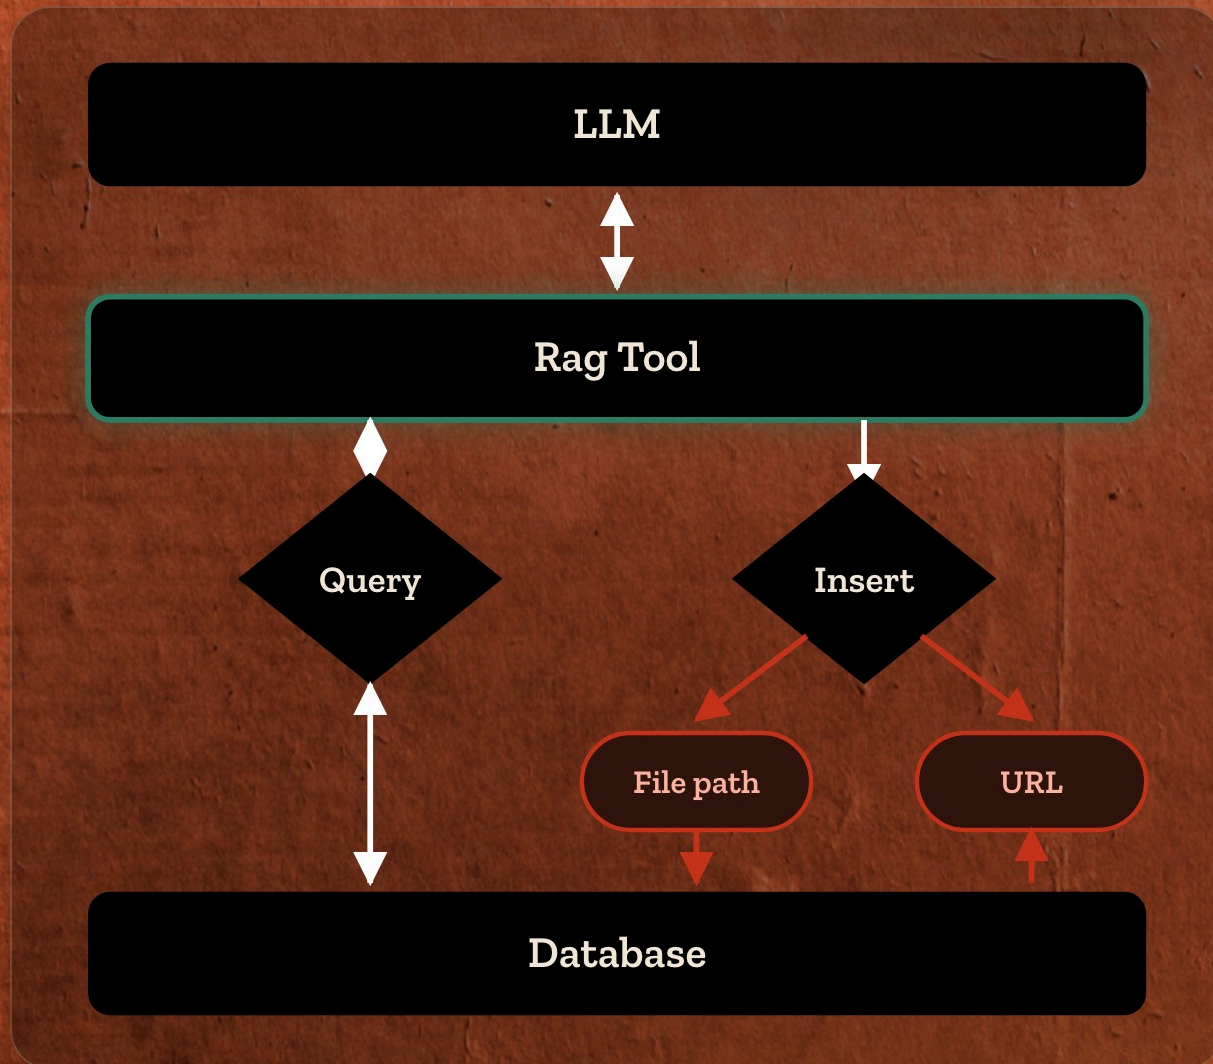 LLM
Rag Tool
Query
Insert
File path
URL
Database